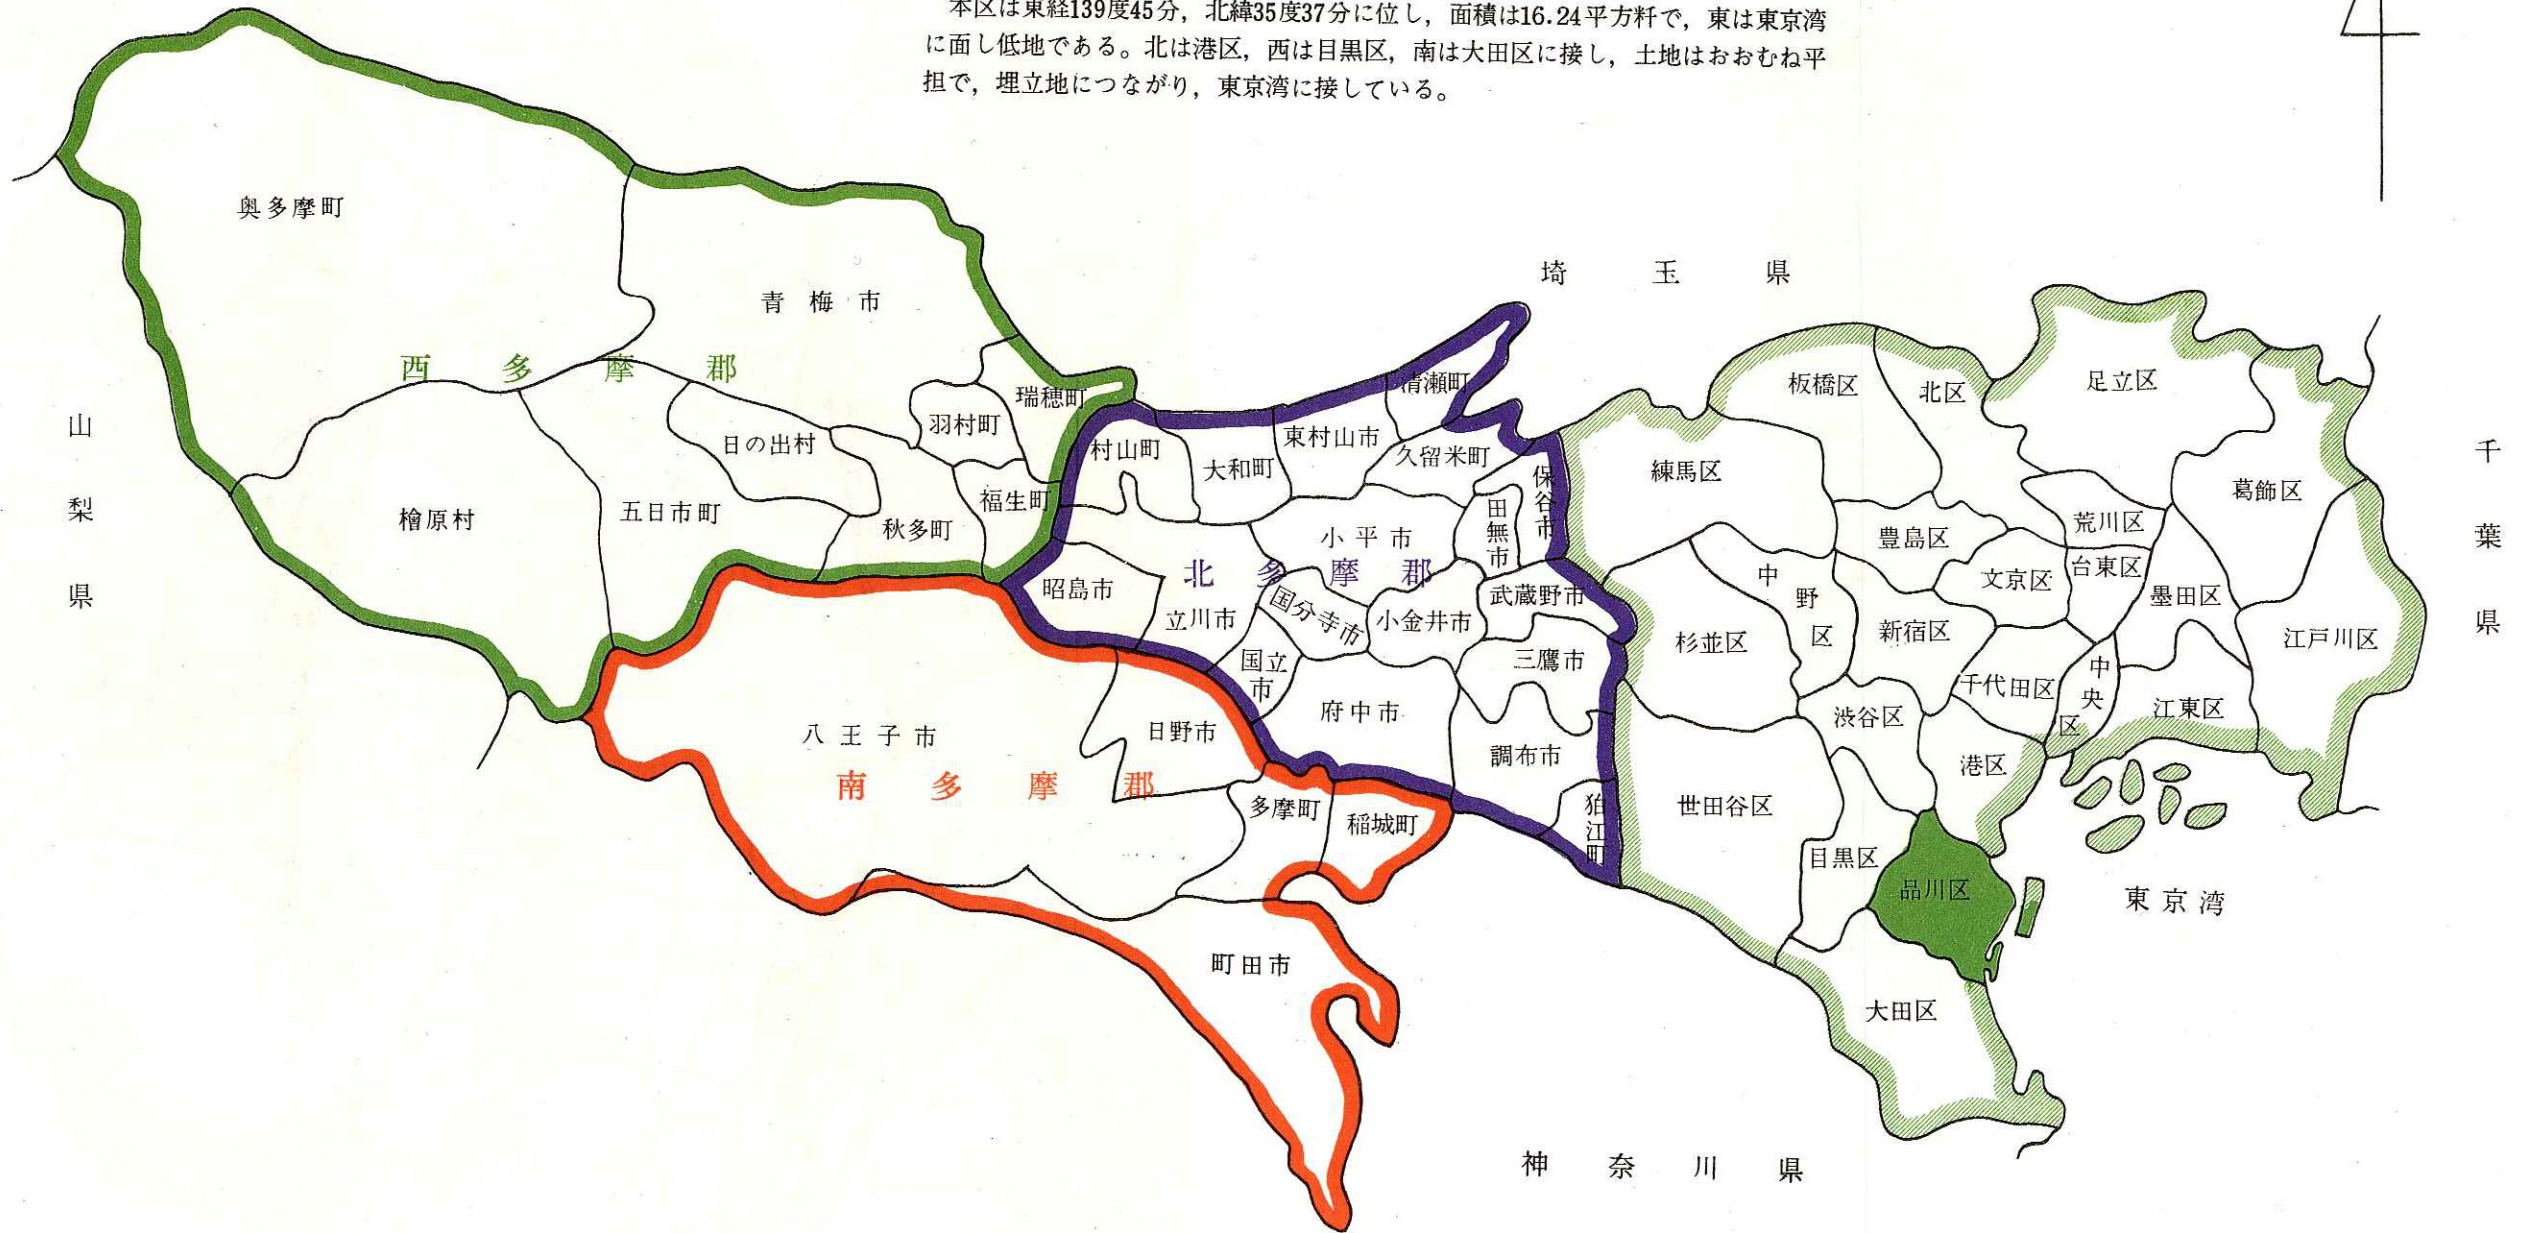 本区は東経139度45分，北緯35度37分に位し，面積は16.24平方粁で，東は東京湾
に面し低地である。北は港区，西は目黒区，南は大田区に接し，土地はおおむね平
担で，埋立地につながり，東京湾に接している。
奥多摩町
青梅市
埼玉県
西多摩郡
瑞穂町
羽村町
日の出村
檜原村
五日市町
秋多町
福生町
山梨県
清瀬町
村山町
大和町
東村山市
久留米町
保谷市
田無市
小平市
北多摩郡
昭島市
立川市
国分寺市
小金井市
武蔵野市
国立市
三鷹市
府中市
調布市
狛江町
八王子市
日野市
南多摩郡
多摩町
稲城町
町田市
板橋区
北区
足立区
練馬区
葛飾区
荒川区
豊島区
文京区
台東区
墨田区
中野区
杉並区
新宿区
江戸川区
千代田区
中央区
江東区
渋谷区
港区
世田谷区
目黒区
品川区
大田区
千葉県
東京湾
神奈川県